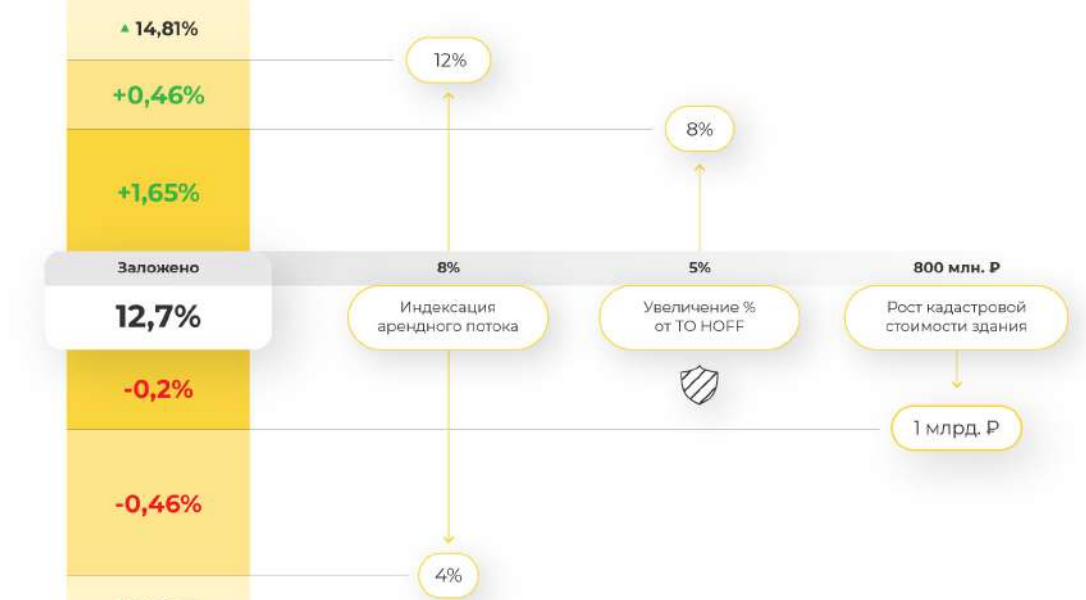 ▲ 14,81%
12%
+0,46%
8%
+1,65%
Заложено
8%
5%
800 млн. ₽
12,7%
Индексация
арендного потока
Увеличение %
от ТО HOFF
Рост кадастровой
стоимости здания
-0,2%
1 млрд. ₽
-0,46%
4%